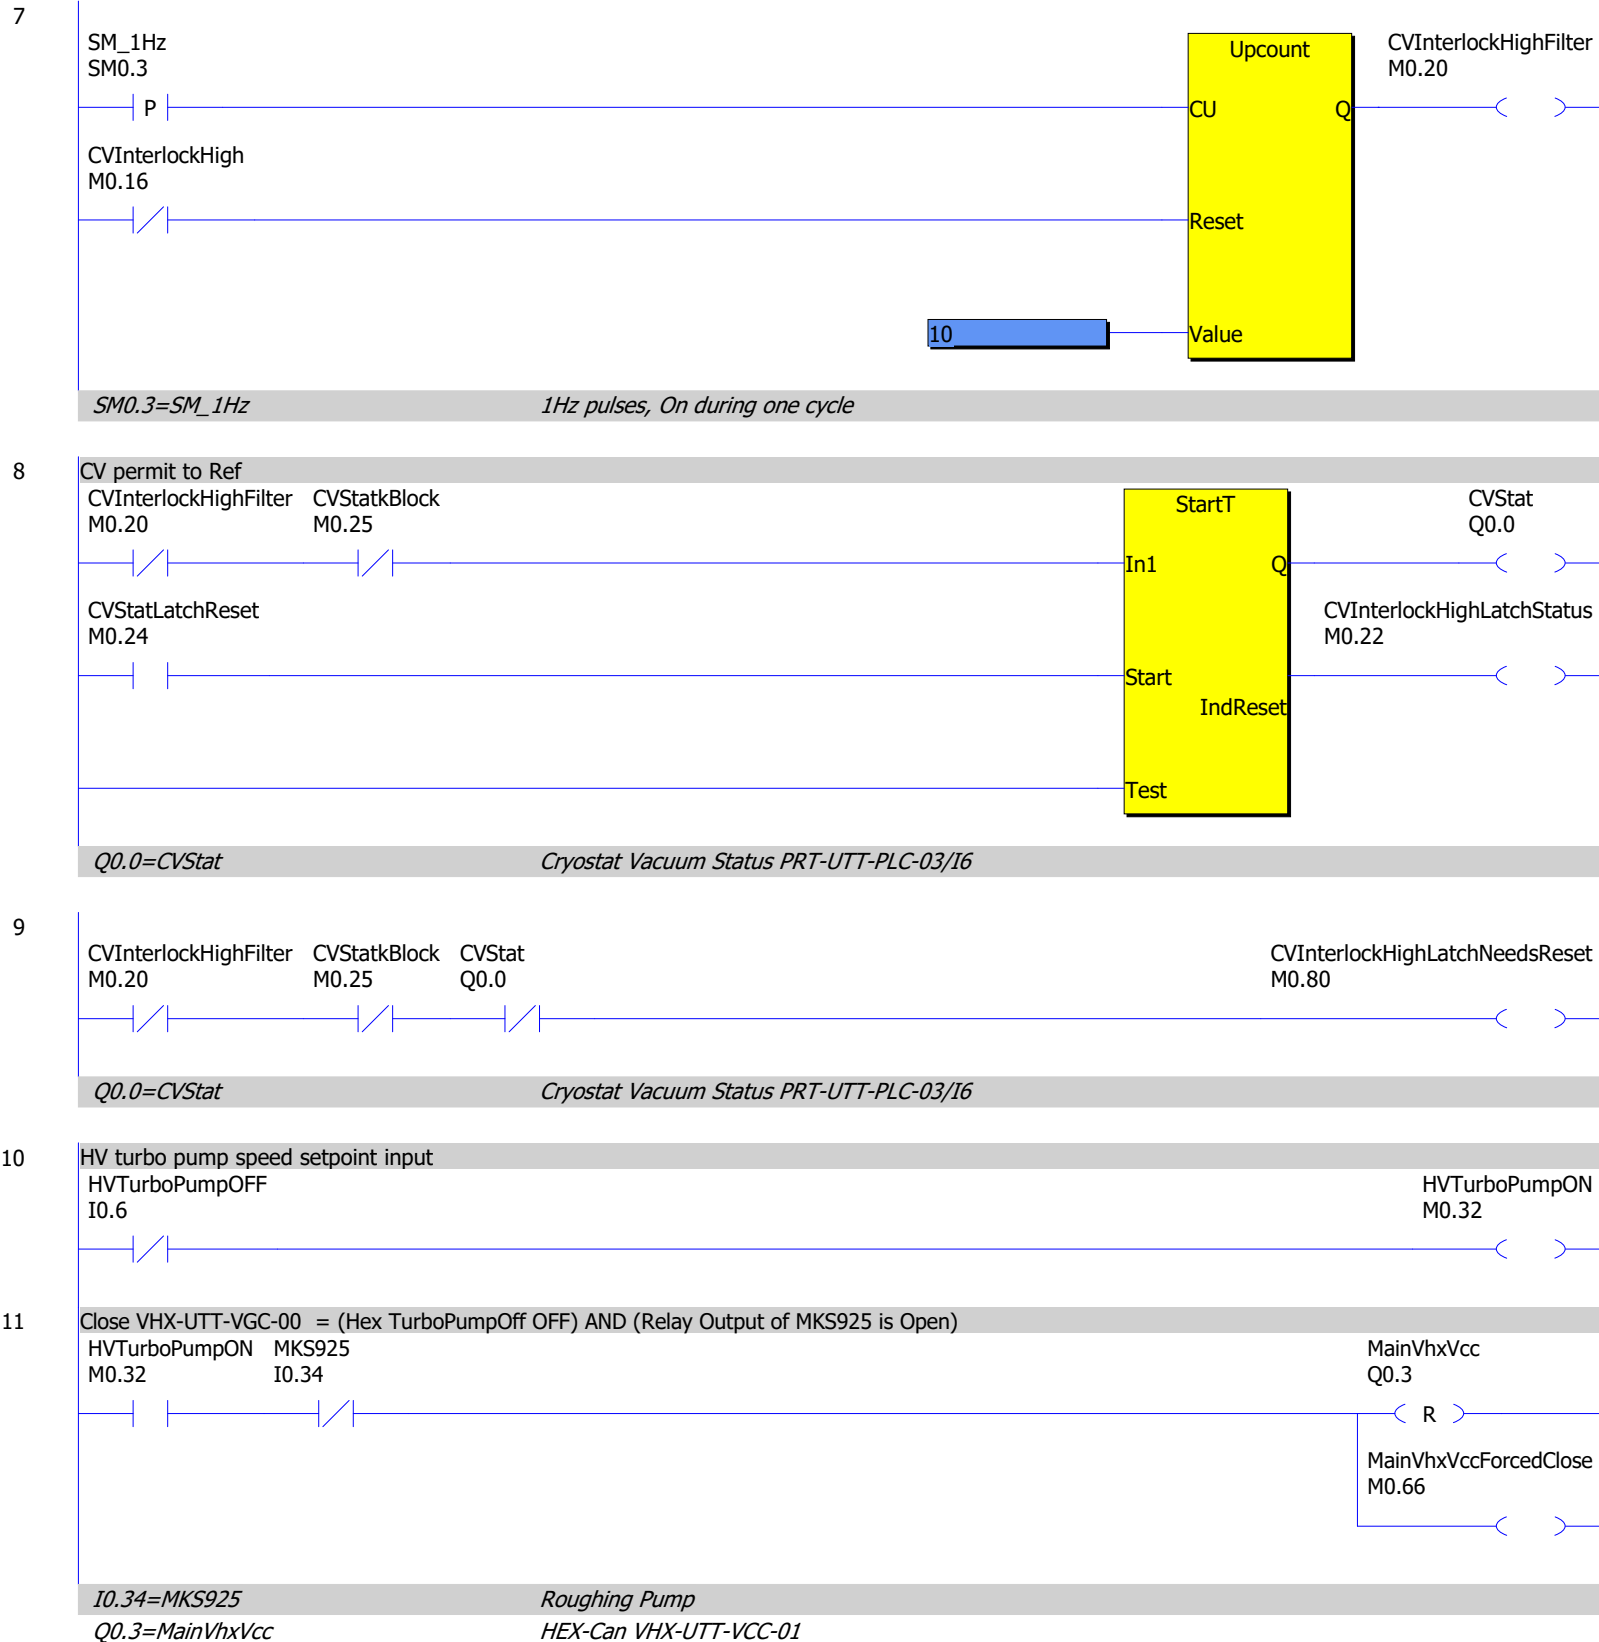 7
SM_1Hz
SM0.3
P
Upcount
CVInterlockHighFilter
M0.20
CU
Q
CVInterlockHigh
M0.16
Reset
10
Value
SM0.3=SM_1Hz 1Hz pulses, On during one cycle
8 CV permit to Ref
CVInterlockHighFilter CVStatkBlock
M0.20 M0.25
StartT
CVStat
Q0.0
In1 Q
CVStatLatchReset
M0.24
CVInterlockHighLatchStatus
M0.22
Start
IndReset
Test
Q0.0=CVStat Cryostat Vacuum Status PRT-UTT-PLC-03/I6
9
CVInterlockHighFilter CVStatkBlock CVStat CVInterlockHighLatchNeedsReset
M0.20 M0.25 Q0.0 M0.80
Q0.0=CVStat Cryostat Vacuum Status PRT-UTT-PLC-03/I6
10 HV turbo pump speed setpoint input
HVTurboPumpOFF HVTurboPumpON
I0.6 M0.32
11 Close VHX-UTT-VGC-00 = (Hex TurboPumpOff OFF) AND (Relay Output of MKS925 is Open)
HVTurboPumpON MKS925 MainVhxVcc
M0.32 I0.34 Q0.3
R
MainVhxVccForcedClose
M0.66
I0.34=MKS925 Roughing Pump
Q0.3=MainVhxVcc HEX-Can VHX-UTT-VCC-01